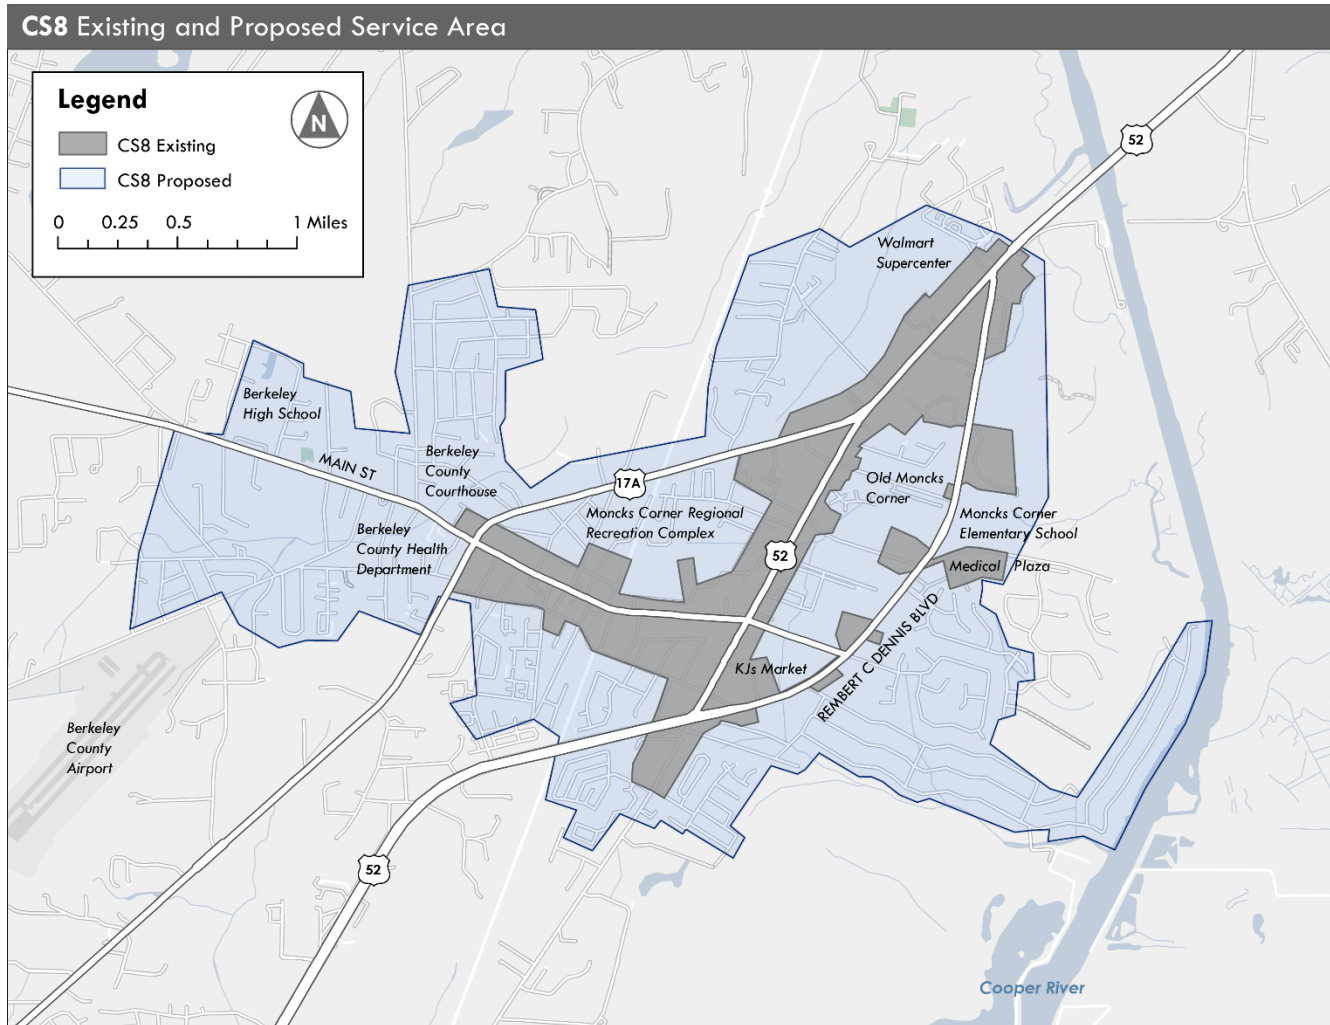 CS8 Existing and Proposed Service Area
Legend
N
CS8 Existing
CS8 Proposed
0 0.25 0.5 1 Miles
52
Walmart
Supercenter
Berkeley
High School
MAIN ST
Berkeley
County
Courthouse
17A
Old Moncks
Corner
Moncks Corner Regional
Recreation Complex
Moncks Corner
Elementary School
Berkeley
County Health
Department
52
Medical Plaza
REMBERT C DENNIS BLVD
KJs Market
Berkeley
County
Airport
52
Cooper River